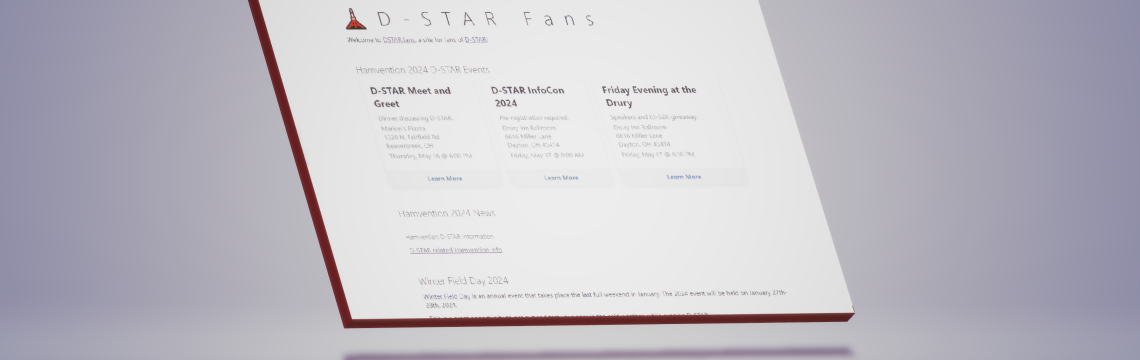 D-STAR Fans
Welcome to DSTAR.fans, a site for fans of D-STAR!
Hamvention 2024 D-STAR Events
D-STAR Meet and
Greet
Dinner discussing D-STAR.
Marion's Piazza
1320 N. Fairfield Rd.
Beavercreek, OH
Thursday, May 16 @ 6:00 PM
Learn More
D-STAR InfoCon
2024
Pre-registration required.
Drury Inn Ballroom
6616 Miller Lane
Dayton, OH 45414
Friday, May 17 @ 9:00 AM
Learn More
Friday Evening at the
Drury
Speakers and giveaway.
Drury Inn Ballroom
6616 Miller Lane
Dayton, OH 45414
Friday, May 17 @ PM
Learn More
Hamvention 2024 News
Hamvention D-STAR Information
D-STAR related Hamvention info
Winter Field Day 2024
Winter Field Day is an annual event that takes place the last full weekend in January. The 2024 event will be held on January 27th-
28th, 2024.